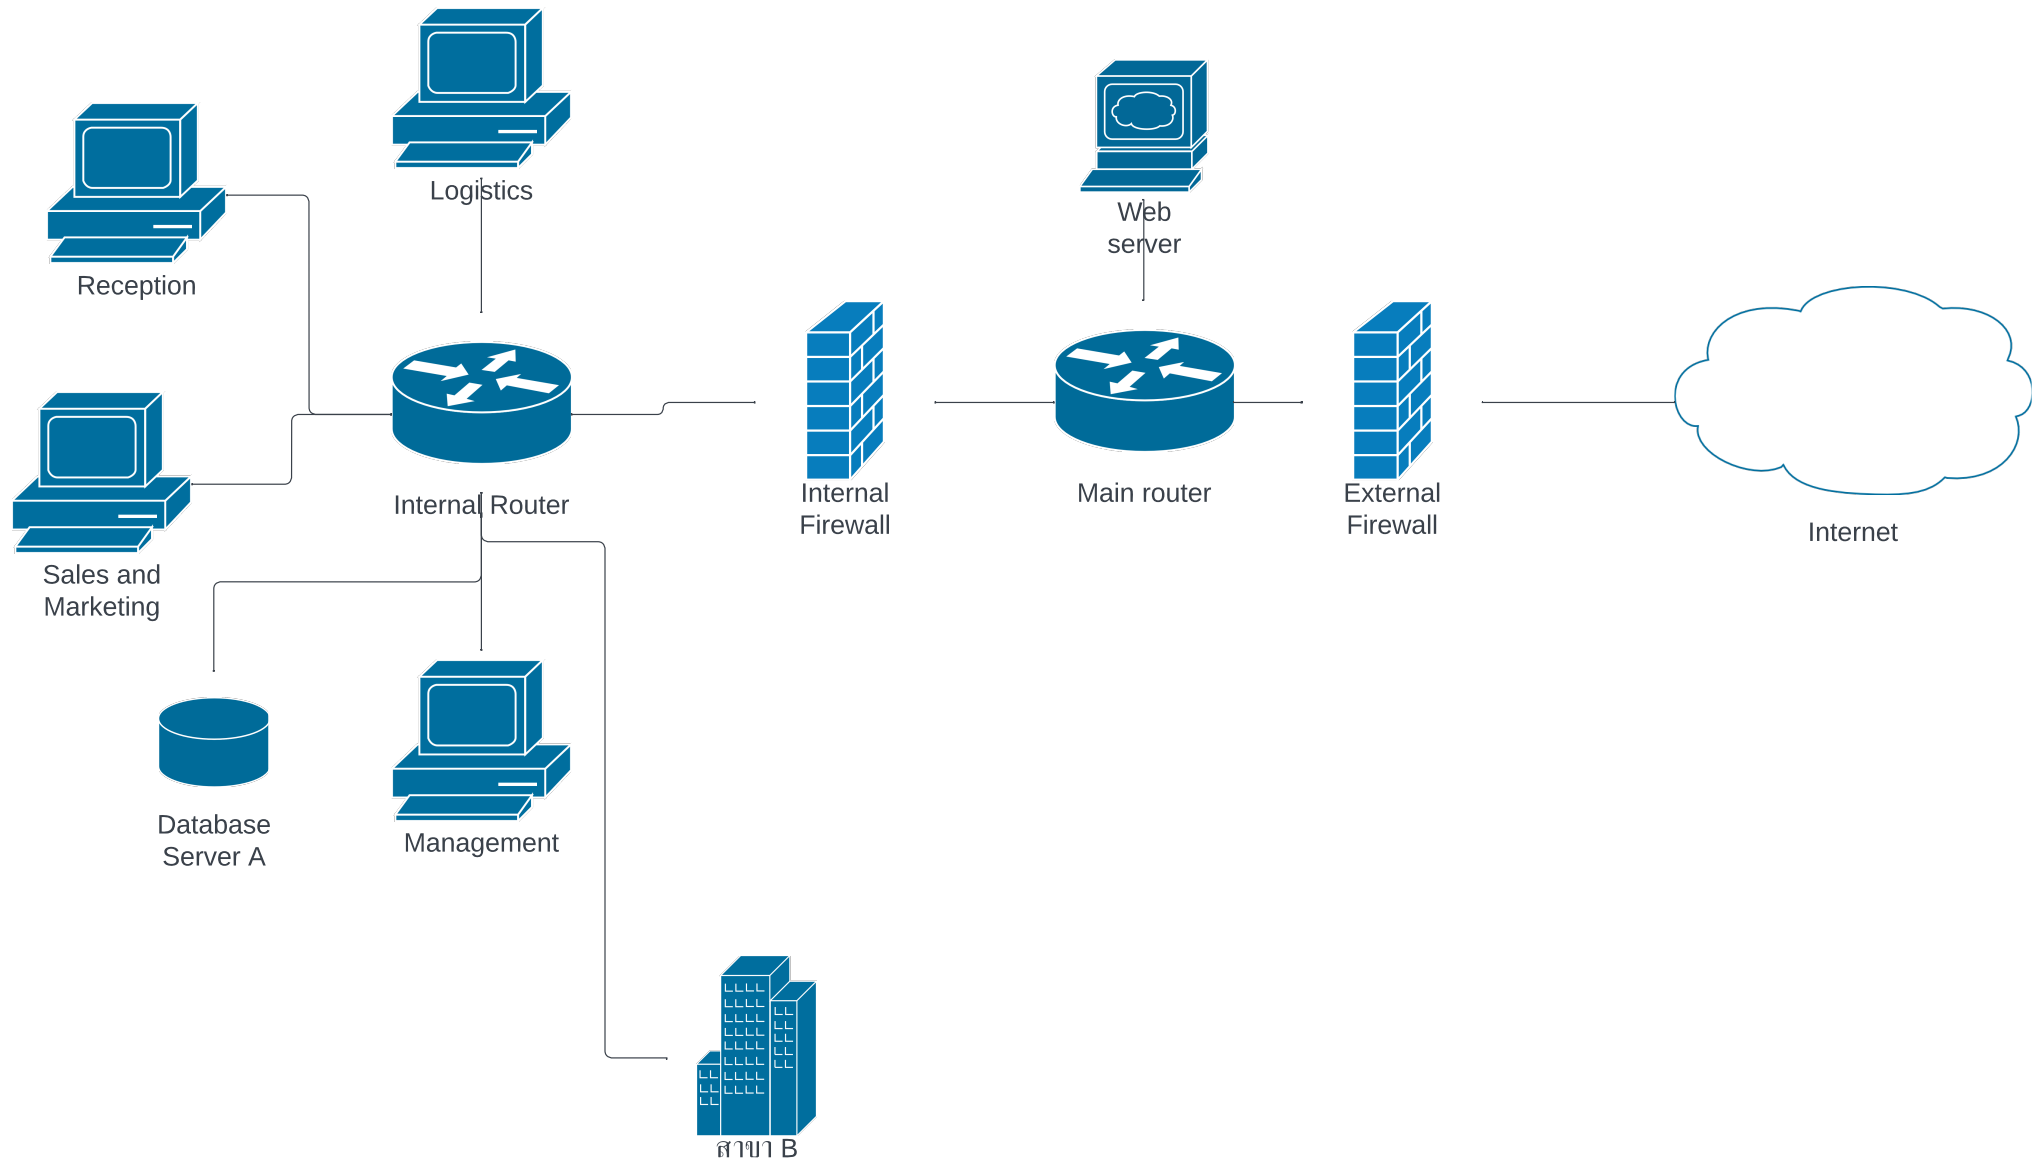 Logistics
Web
server
Reception
Internal Router
Internal
Firewall
Main router
External
Firewall
Internet
Sales and
Marketing
Database
Server A
Management
สาขา B